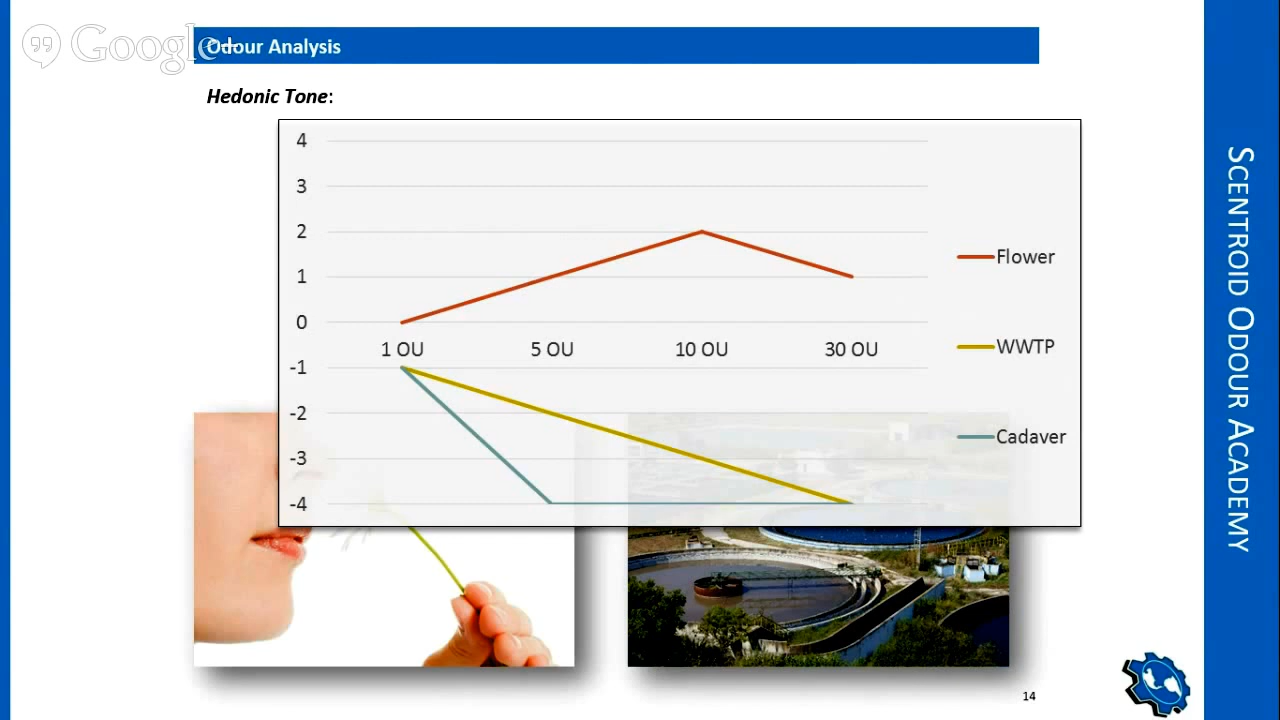 Google+
Odour Analysis
Hedonic Tone:
4
3
2
1
0
-1
-2
-3
-4
1 OU 5 OU 10 OU 30 OU
Flower
WWTP
Cadaver
SCENTROID ODOUR ACADEMY
14